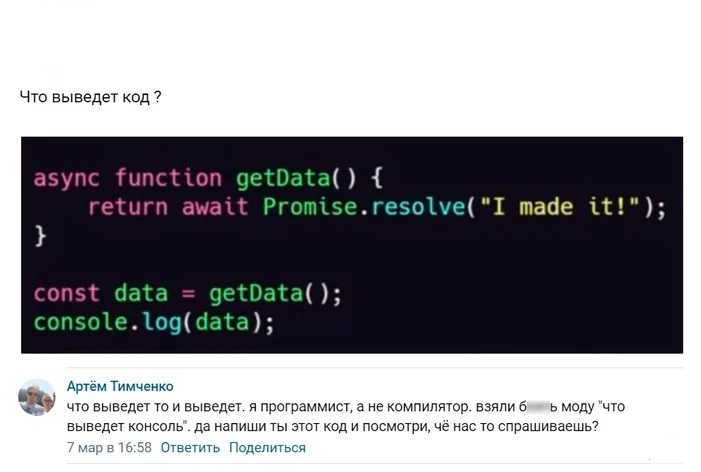 Что выведет код ?
async function getData() {
return await Promise.resolve("I made it!");
}
const data = getData();
console.log(data);
Артём Тимченко
что выведет то и выведет. я программист, а не компилятор. взяли моду "что
выведет консоль". да напиши ты этот код и посмотри, чё нас то спрашиваешь?
7 мар в 16:58 Ответить Поделиться